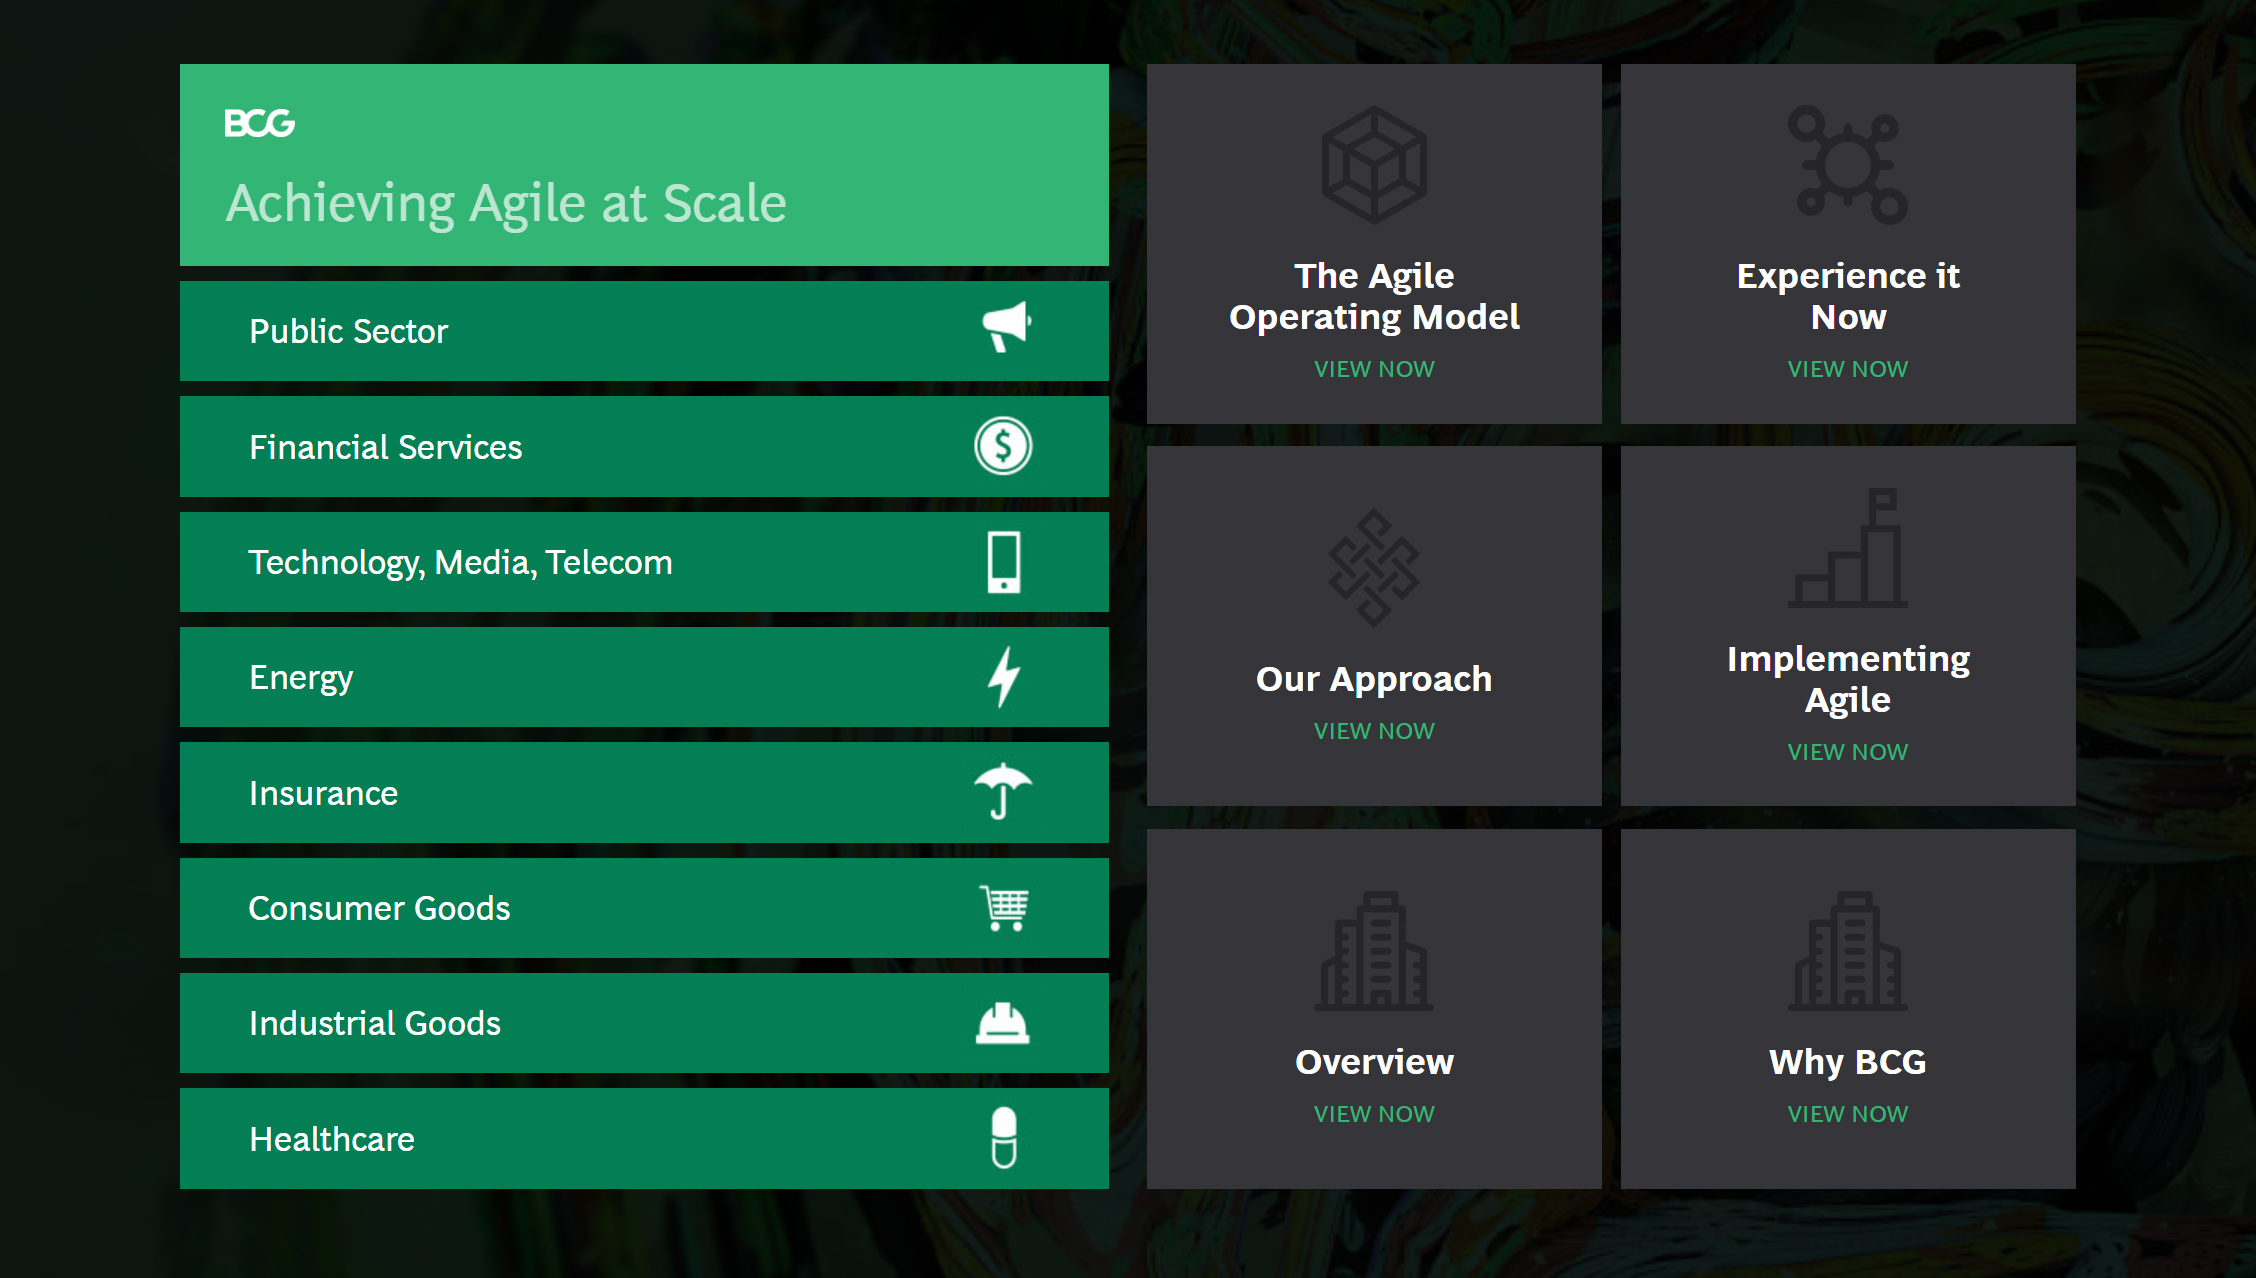 BCG
Achieving Agile at Scale
Public Sector
Financial Services
Technology, Media, Telecom
Energy
Insurance
Consumer Goods
Industrial Goods
Healthcare
The Agile
Operating Model
VIEW NOW
Experience it
Now
VIEW NOW
Our Approach
VIEW NOW
Implementing
Agile
VIEW NOW
Overview
VIEW NOW
Why BCG
VIEW NOW